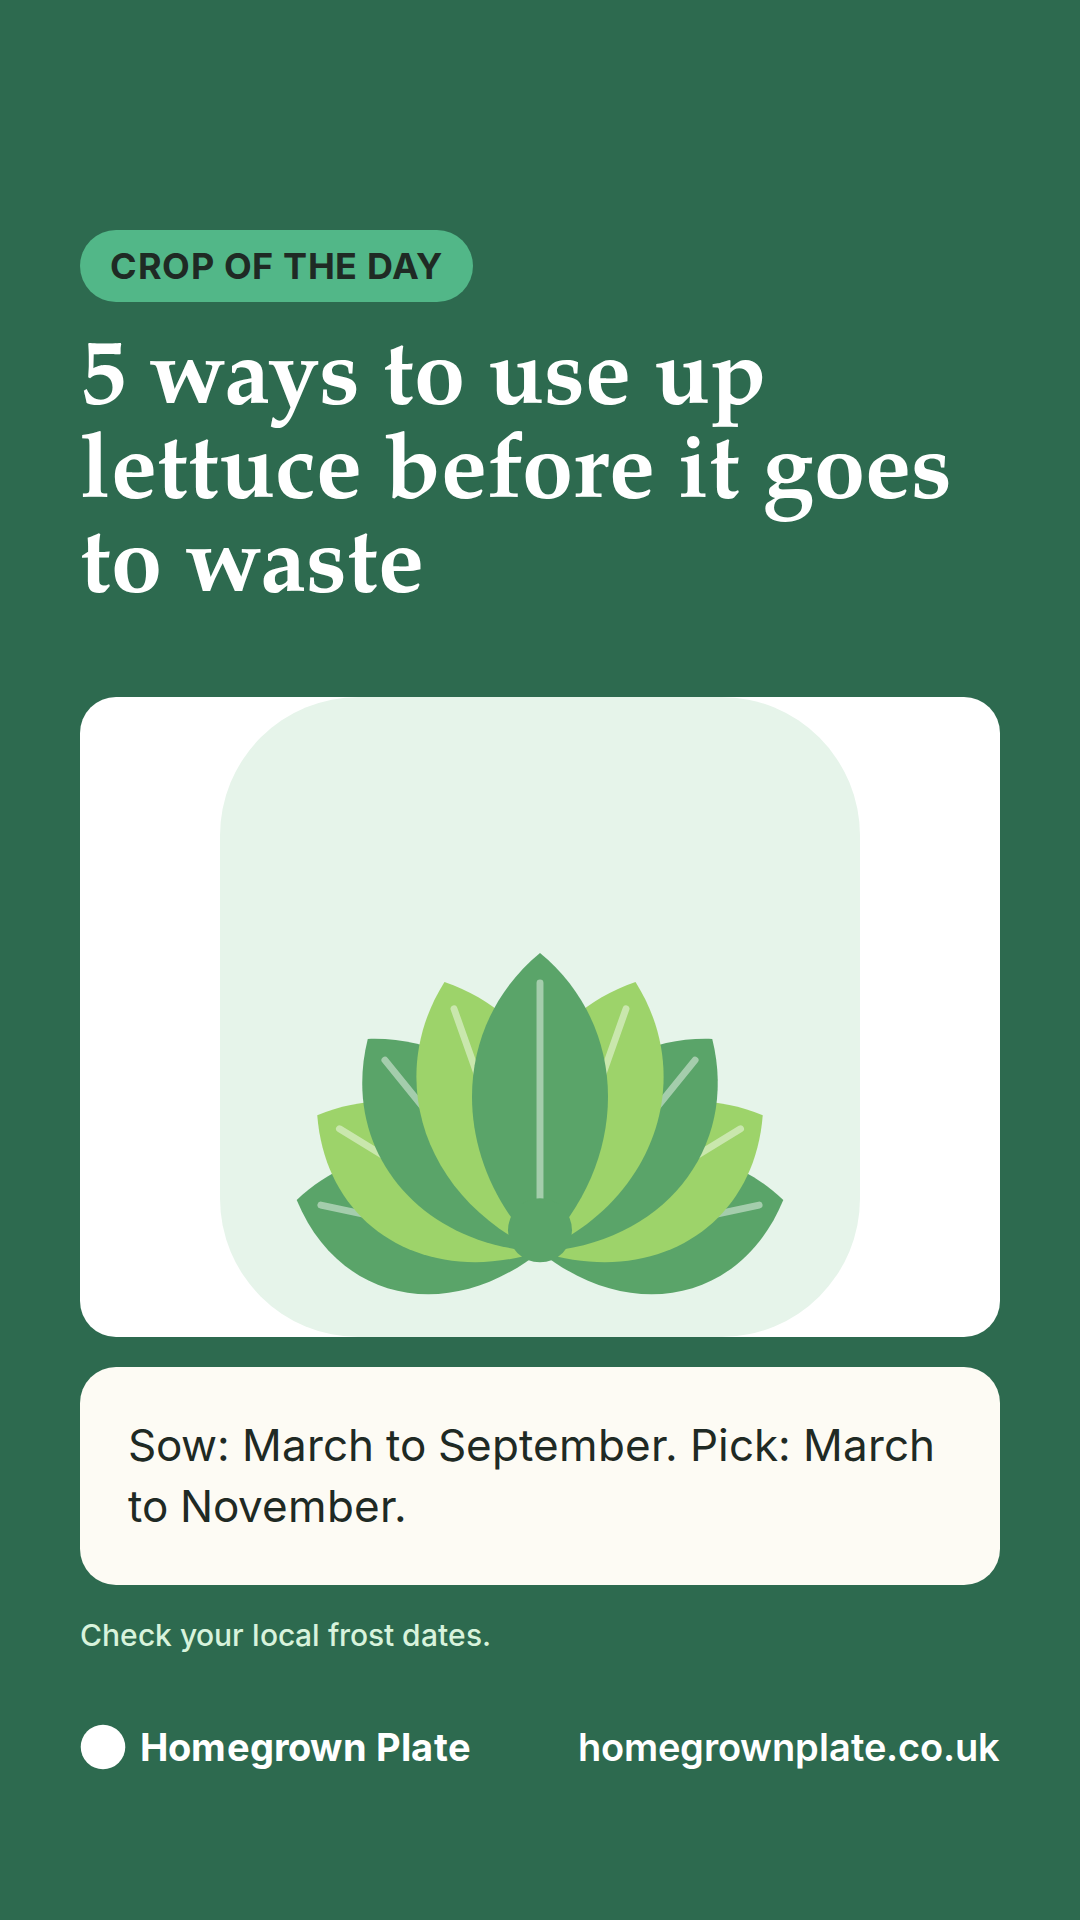 CROP OF THE DAY
5 ways to use up
lettuce before it goes
to waste
Sow: March to September. Pick: March
to November.
Check your local frost dates.
Homegrown Plate
homegrownplate.co.uk